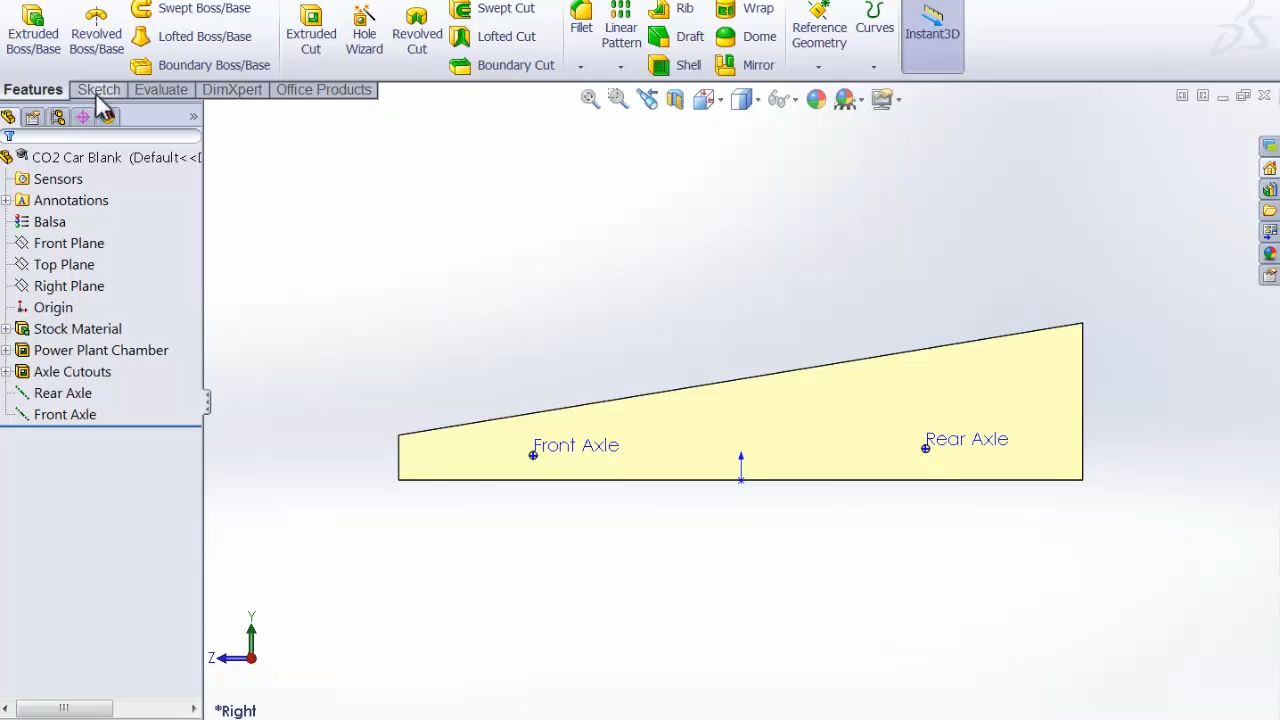 Extruded Boss/Base
Revolved Boss/Base
Swept Boss/Base
Lofted Boss/Base
Boundary Boss/Base
Extruded Cut
Hole Wizard
Revolved Cut
Swept Cut
Lofted Cut
Boundary Cut
Fillet
Linear Pattern
Rib
Draft
Shell
Wrap
Dome
Mirror
Reference Geometry
Curves
Instant3D
Features
Sketch
Evaluate
DimXpert
Office Products
CO2 Car Blank (Default<<D
Sensors
Annotations
Balsa
Front Plane
Top Plane
Right Plane
Origin
Stock Material
Power Plant Chamber
Axle Cutouts
Rear Axle
Front Axle
Front Axle
Rear Axle
Y
Z
*Right